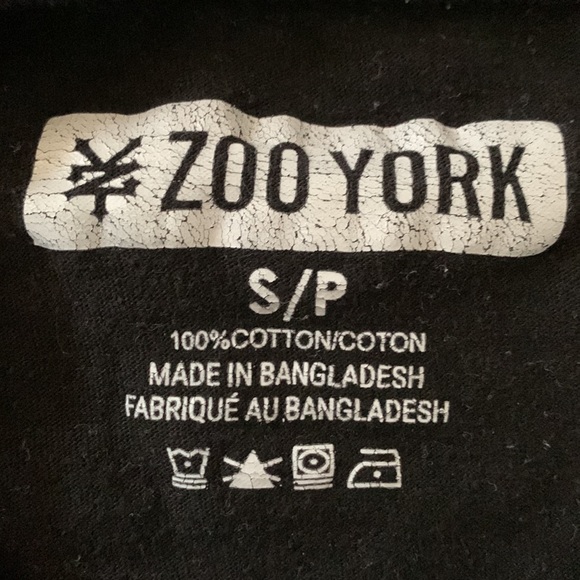 ZOO YORK
S/P
100%COTTON/COTON
MADE IN BANGLADESH
FABRIQUÉ AU BANGLADESH